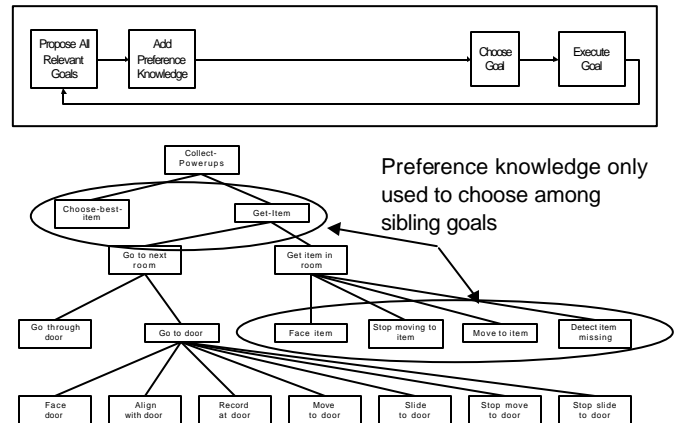 Propose All
Relevant
Goals
Add
Preference
Knowledge
Choose
Goal
Execute
Goal
Collect-
Powerups
Preference knowledge only
used to choose among
sibling goals
Choose-best-
item
Get-Item
Go to next
room
Get item in
room
Go through
door
Go to door
Face item
Stop moving to
item
Move to item
Detect item
missing
Face
door
Align
with door
Record
at door
Move
to door
Slide
to door
Stop move
to door
Stop slide
to door